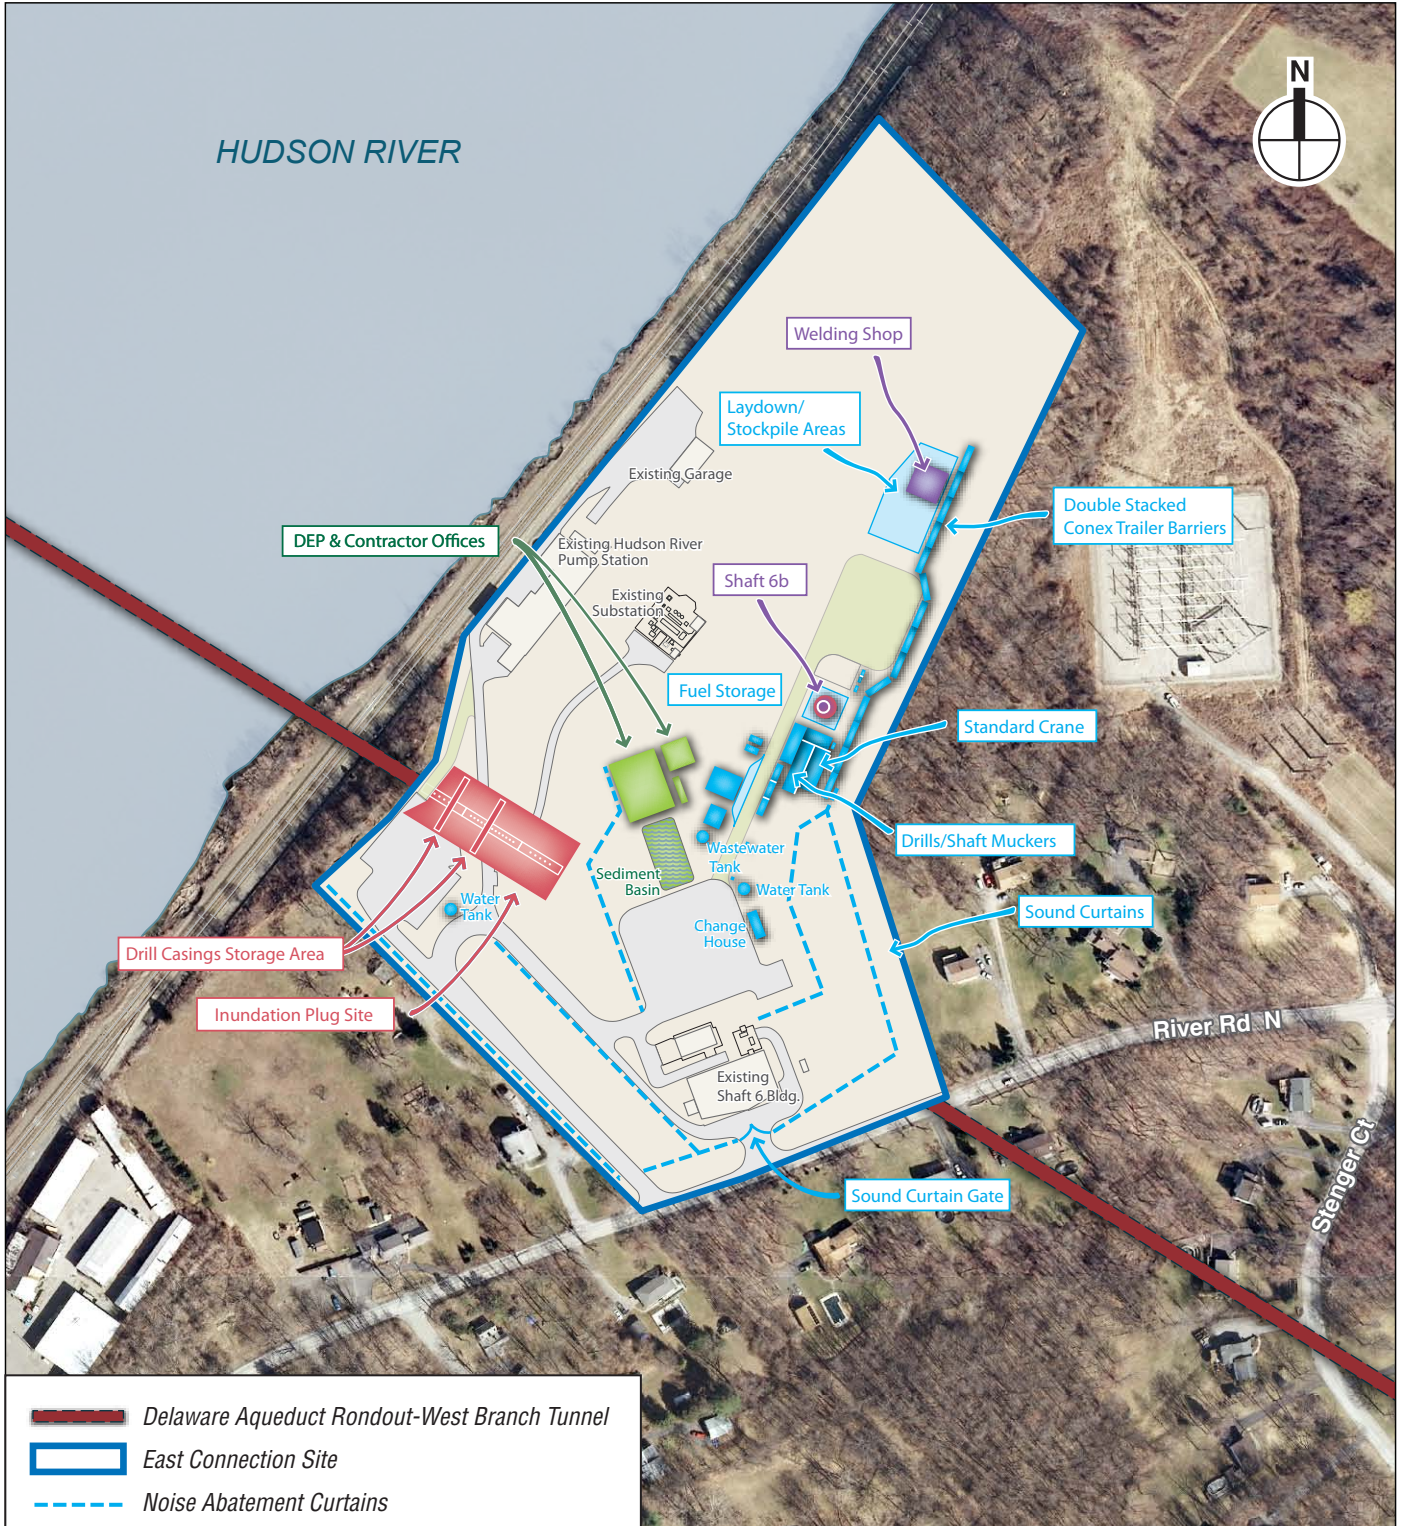 N
HUDSON RIVER
Welding Shop
Laydown/
Stockpile Areas
Existing Garage
Double Stacked
Conex Trailer Barriers
DEP & Contractor Offices
Existing Hudson River
Pump Station
Shaft 6b
Existing
Substation
Fuel Storage
Standard Crane
Drills/Shaft Muckers
Wastewater
Tank
Sediment
Basin
Water Tank
Water
Tank
Sound Curtains
Change
House
Drill Casings Storage Area
Inundation Plug Site
River Rd N
Existing
Shaft 6 Bldg.
Stenger Ct
Sound Curtain Gate
Delaware Aqueduct Rondout-West Branch Tunnel
East Connection Site
Noise Abatement Curtains